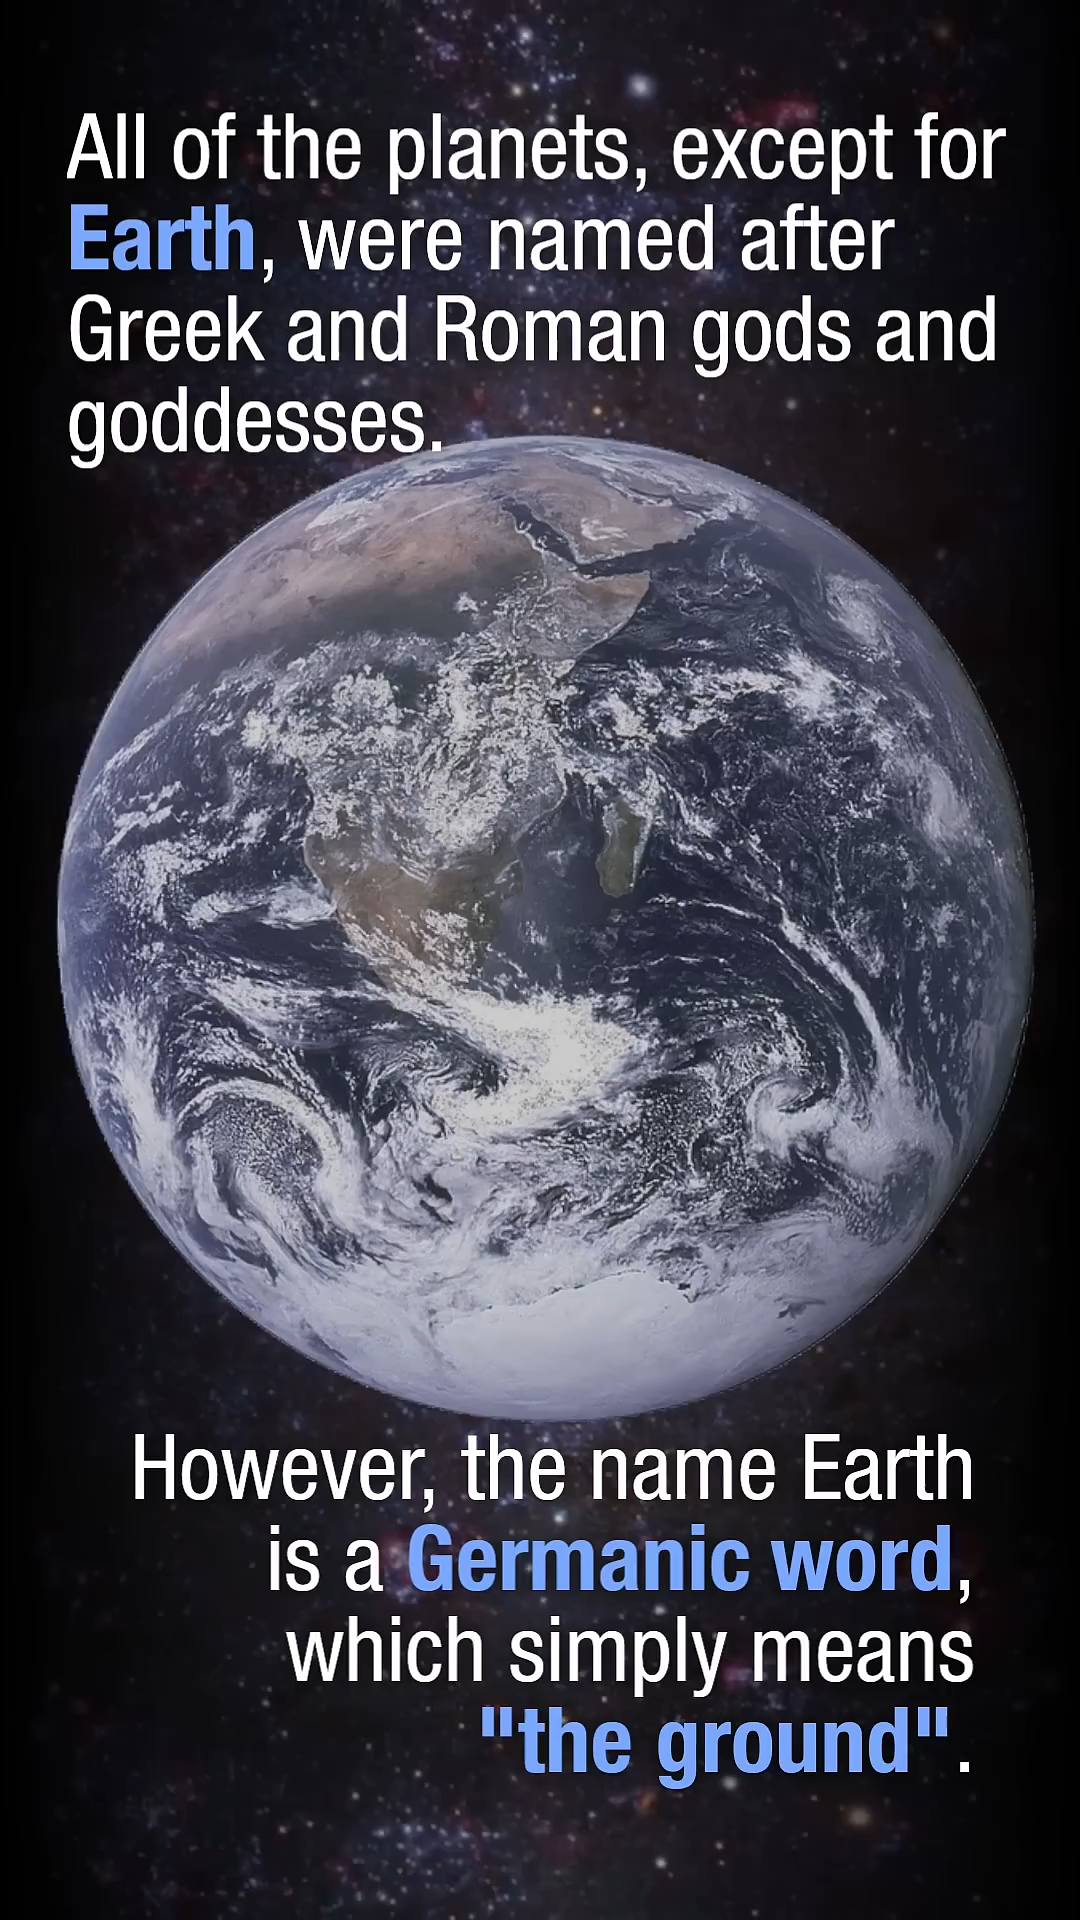 All of the planets, except for
Earth, were named after
Greek and Roman gods and
goddesses.
However, the name Earth
is a Germanic word,
which simply means
"the ground".